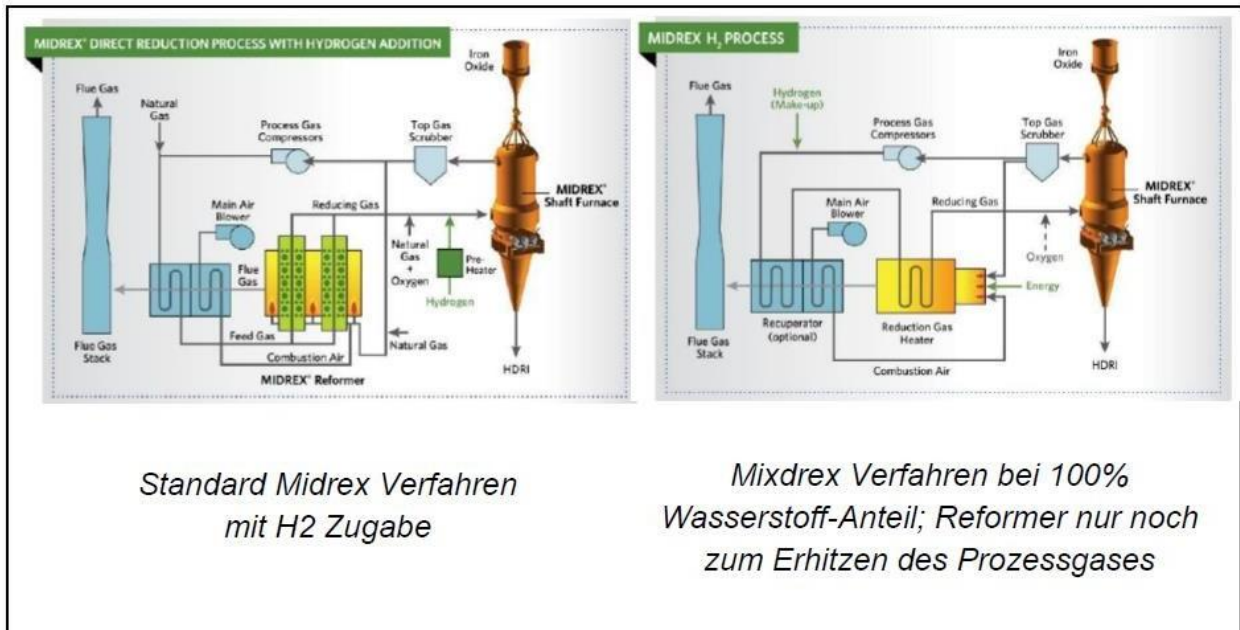 MIDREX® DIRECT REDUCTION PROCESS WITH HYDROGEN ADDITION
Iron
Oxide
Flue Gas
Natural
Gas
Process Gas
Compressors
Top Gas
Scrubber
MIDREX®
Shaft Furnace
Main Air
Blower
Reducing Gas
Natural
Gas
+
Oxygen
Pre-
Heater
Hydrogen
Flue
Gas
Feed Gas
Combustion Air
Natural Gas
Flue Gas
Stack
MIDREX® Reformer
HDRI
MIDREX H2 PROCESS
Iron
Oxide
Flue Gas
Hydrogen
(Make-up)
Process Gas
Compressors
Top Gas
Scrubber
MIDREX®
Shaft Furnace
Main Air
Blower
Reducing Gas
Oxygen
Energy
Recuperator
(optional)
Reduction Gas
Heater
Flue Gas
Stack
Combustion Air
HDRI
Standard Midrex Verfahren
mit H2 Zugabe
Mixdrex Verfahren bei 100%
Wasserstoff-Anteil; Reformer nur noch
zum Erhitzen des Prozessgases